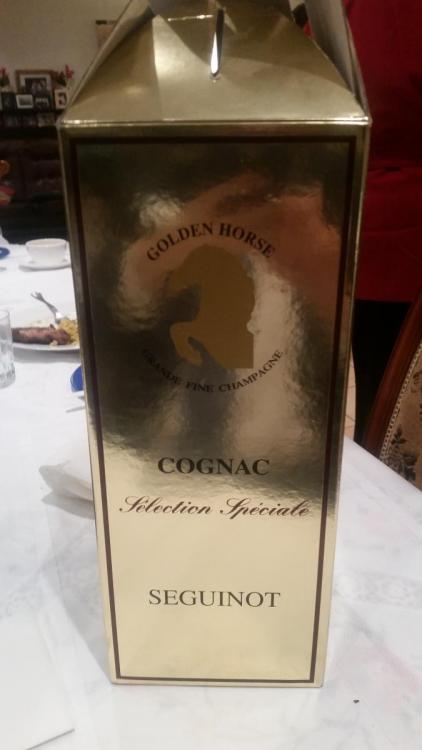 GOLDEN HORSE
GRANDE FINE CHAMPAGNE
COGNAC
Sélection Spéciale
SEGUINOT